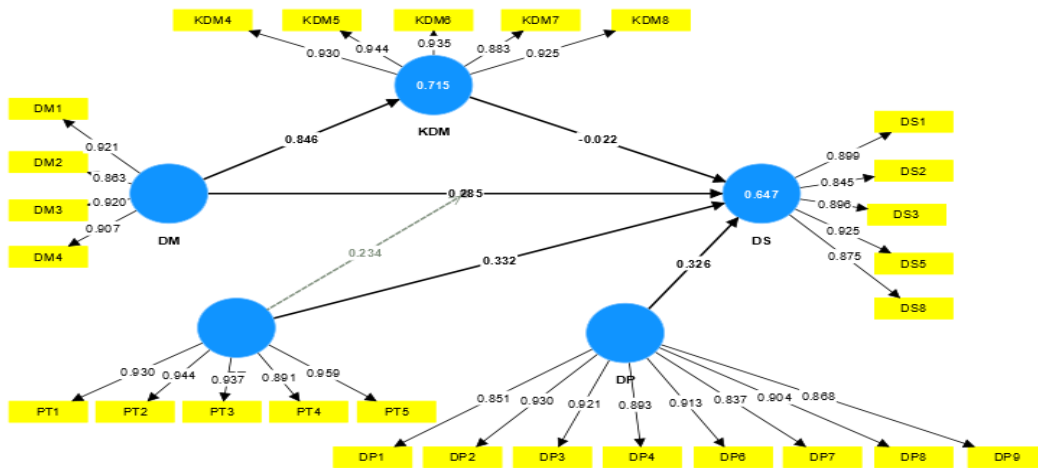 KDM4 KDM5 KDM6 KDM7 KDM8
0.930 0.944 0.935 0.883 0.925
0.715
KDM
DM1
DM2
DM3
DM4
0.921
0.863
0.920
0.907
DM
0.846
-0.022
0.285
0.234
0.332
0.326
0.647
DS
DS1
DS2
DS3
DS5
DS8
0.899
0.845
0.896
0.925
0.875
0.930 0.944 0.937 0.891 0.959
PT1 PT2 PT3 PT4 PT5
DP
0.851 0.930 0.921 0.893 0.913 0.837 0.904 0.868
DP1 DP2 DP3 DP4 DP6 DP7 DP8 DP9